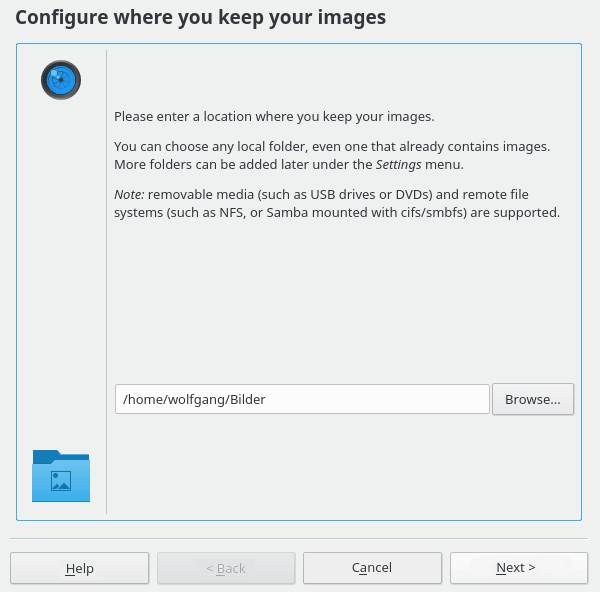 Configure where you keep your images
Please enter a location where you keep your images.
You can choose any local folder, even one that already contains images.
More folders can be added later under the Settings menu.
Note: removable media (such as USB drives or DVDs) and remote file
systems (such as NFS, or Samba mounted with cifs/smbfs) are supported.
/home/wolfgang/Bilder
Browse...
Help
< Back
Cancel
Next >